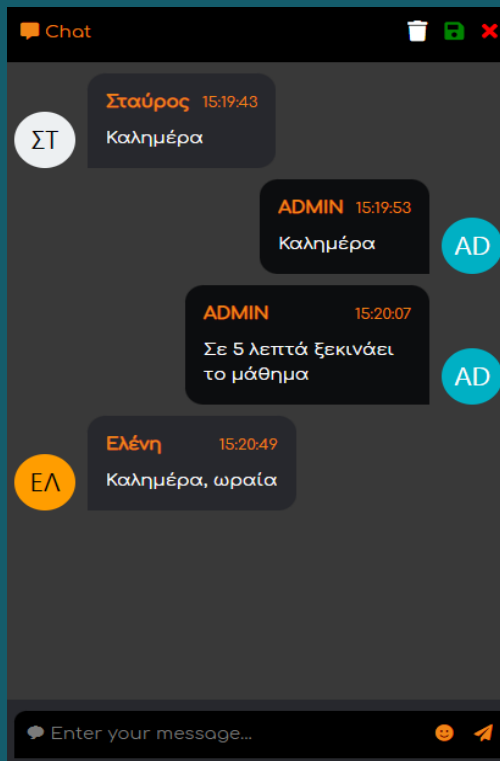 Chat
Σταύρος 15:19:43
ΣΤ
Καλημέρα
ADMIN 15:19:53
Καλημέρα
AD
ADMIN 15:20:07
Σε 5 λεπτά ξεκινάει
το μάθημα
AD
Ελένη 15:20:49
ΕΛ
Καλημέρα, ωραία
Enter your message...